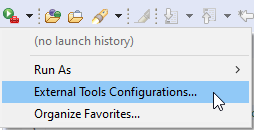 (no launch history)
Run As
External Tools Configurations...
Organize Favorites...